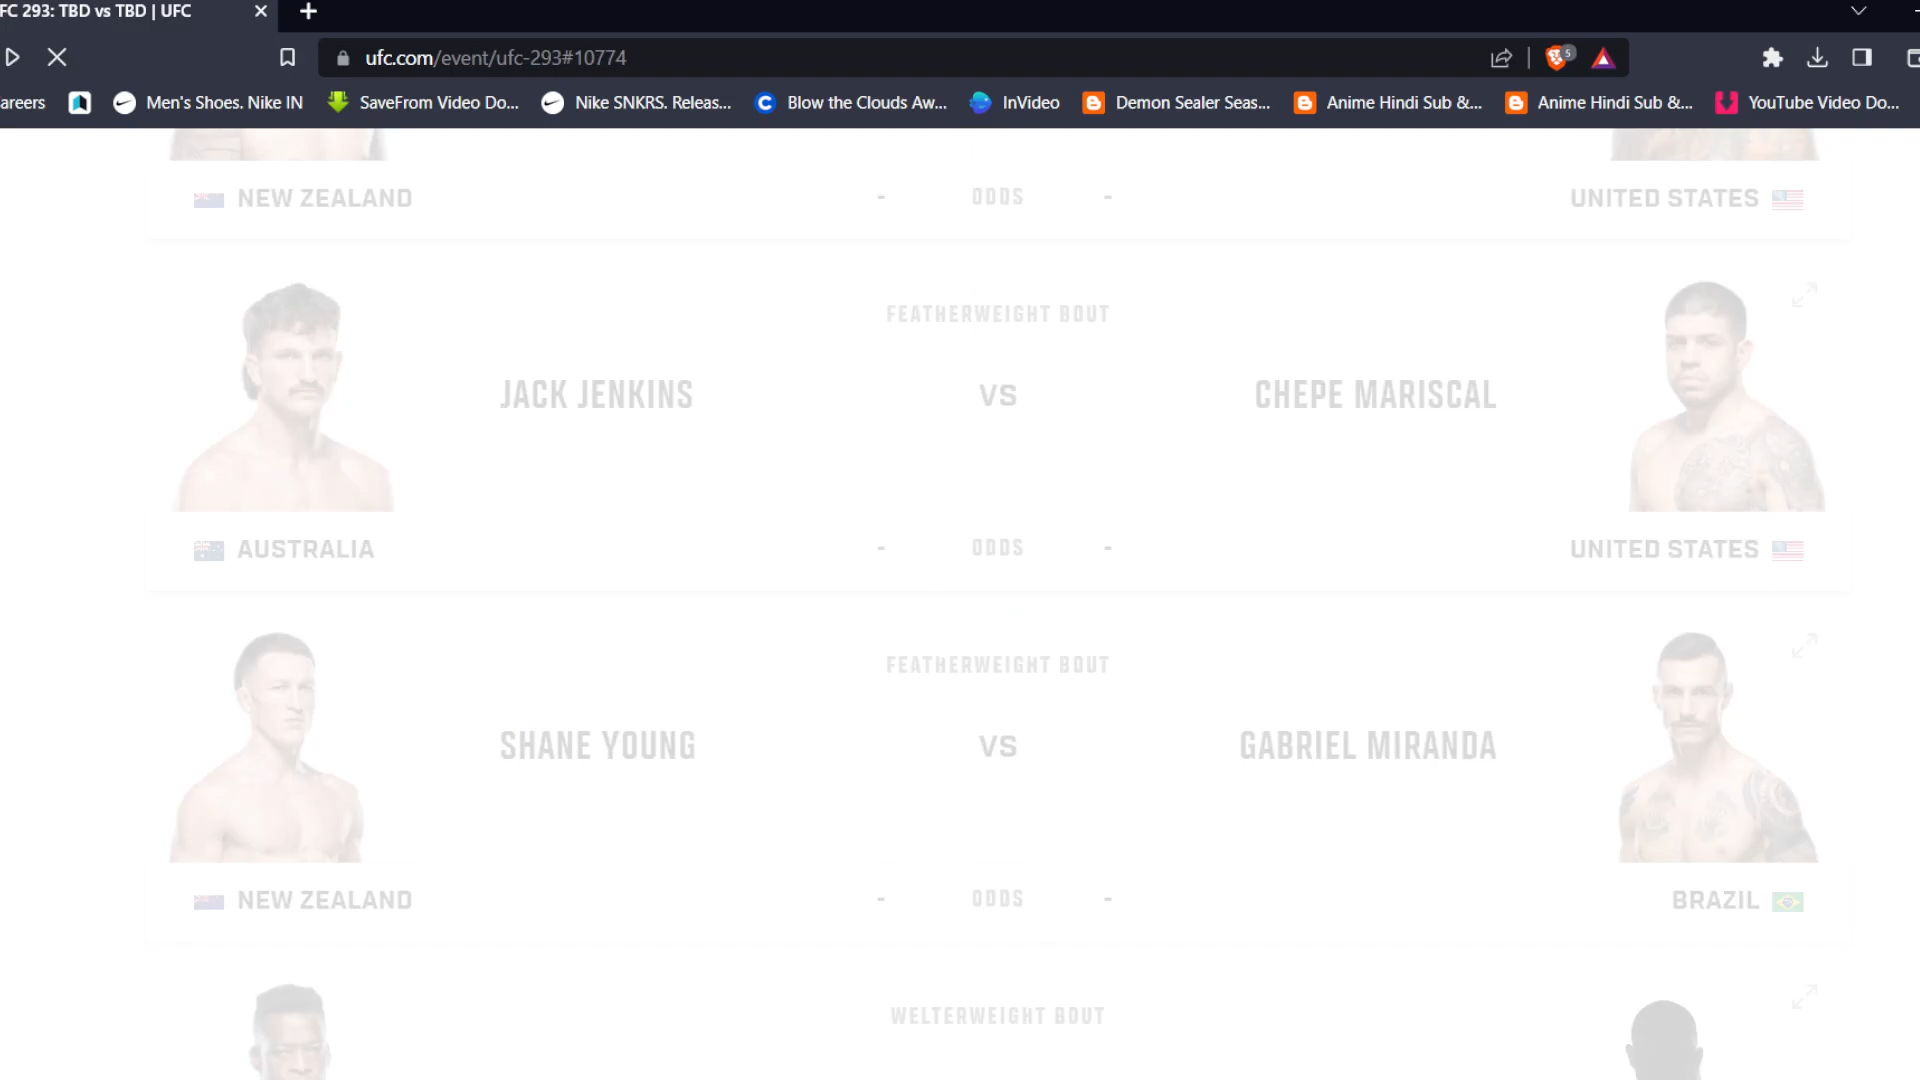 FC 293: TBD vs TBD | UFC
ufc.com/event/ufc-293#10774
5
areers
Men's Shoes. Nike IN
SaveFrom Video Do...
Nike SNKRS. Releas...
Blow the Clouds Aw...
InVideo
Demon Sealer Seas...
Anime Hindi Sub &...
Anime Hindi Sub &...
YouTube Video Do...
NEW ZEALAND - ODDS - UNITED STATES
FEATHERWEIGHT BOUT
JACK JENKINS VS CHEPE MARISCAL
AUSTRALIA - ODDS - UNITED STATES
FEATHERWEIGHT BOUT
SHANE YOUNG VS GABRIEL MIRANDA
NEW ZEALAND - ODDS - BRAZIL
WELTERWEIGHT BOUT